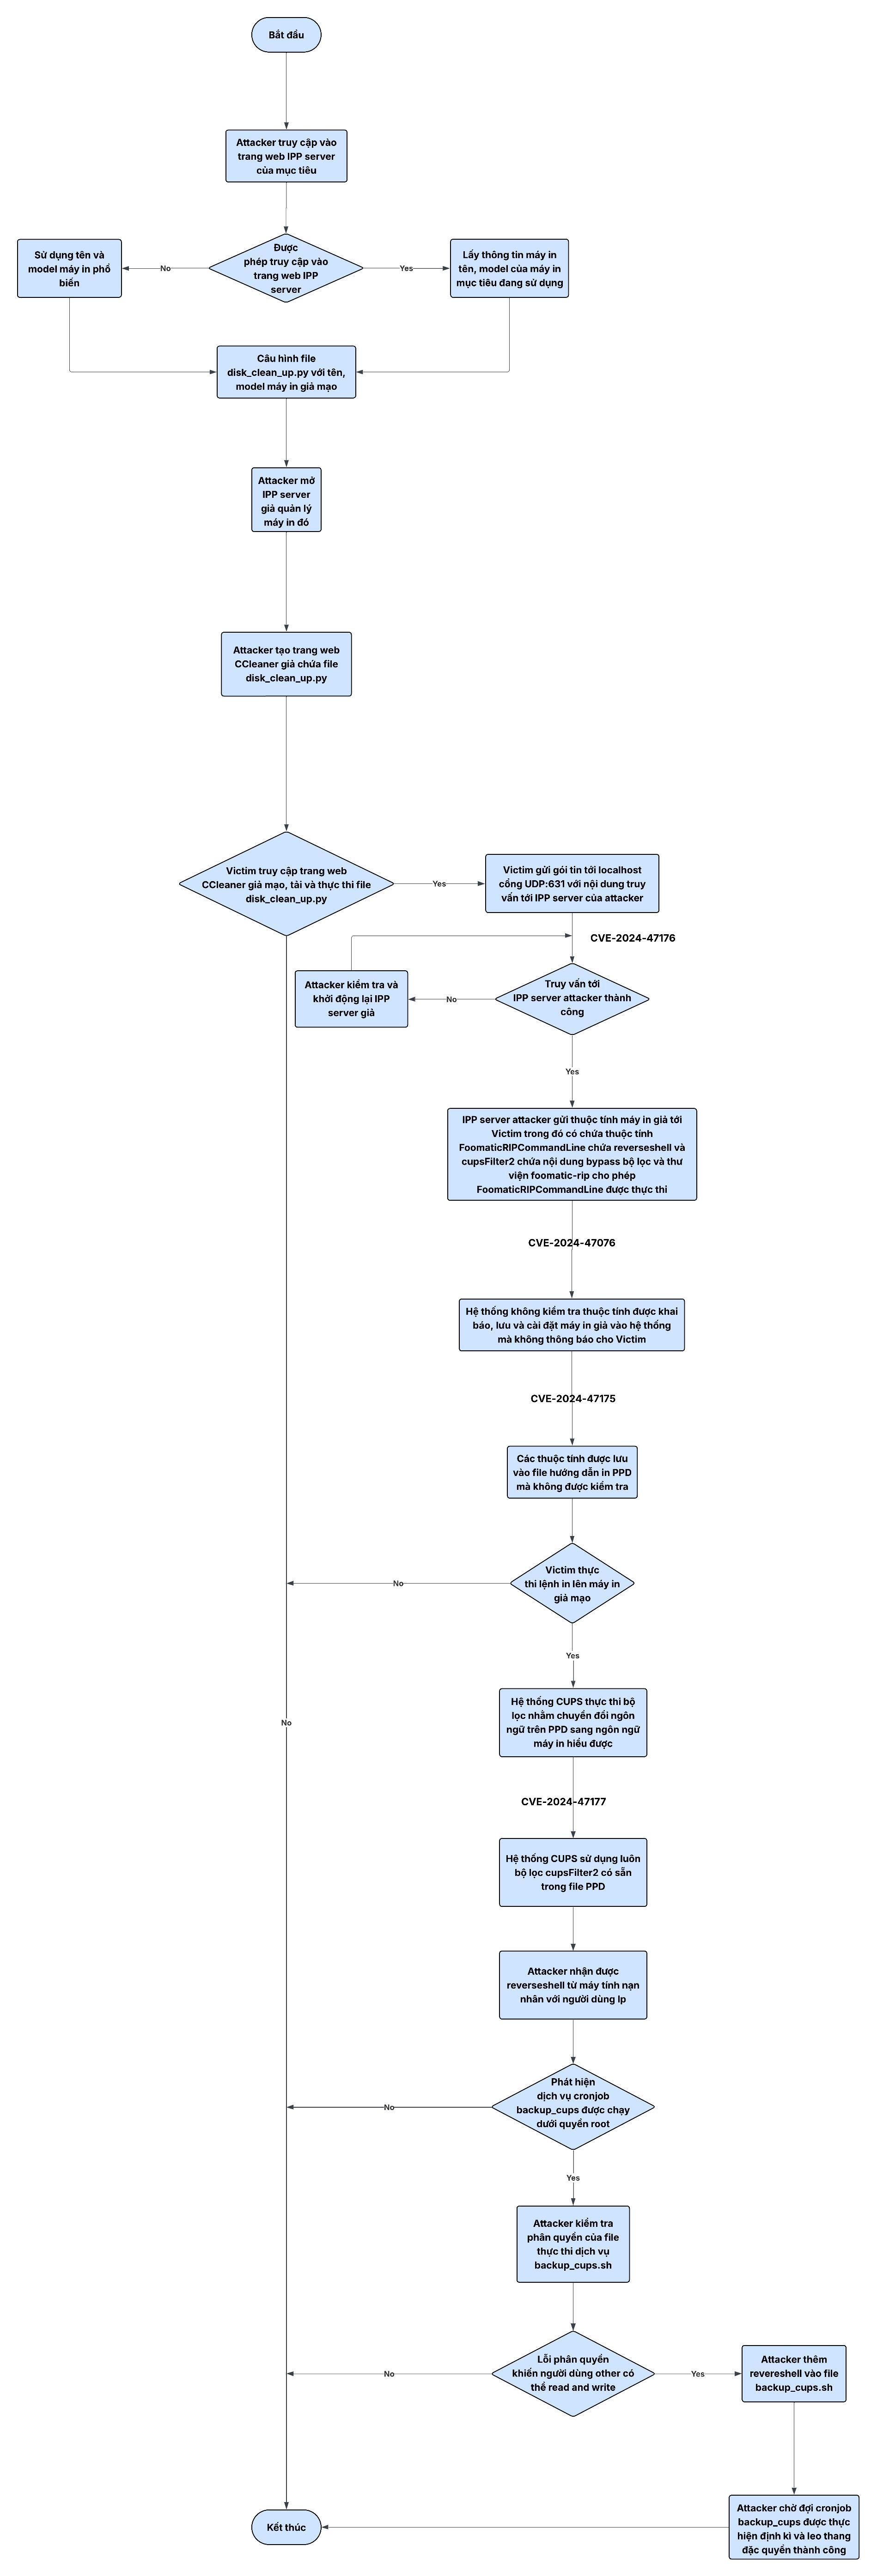 Bắt đầu
Attacker truy cập vào
trang web IPP server
của mục tiêu
Được
phép truy cập vào
trang web IPP
server
No
Yes
Sử dụng tên và
model máy in phổ
biến
Lấy thông tin máy in
tên, model của máy in
mục tiêu đang sử dụng
Câu hình file
disk_clean_up.py với tên,
model máy in giả mạo
Attacker mở
IPP server
giả quản lý
máy in đó
Attacker tạo trang web
CCleaner giả chứa file
disk_clean_up.py
Victim truy cập trang web
CCleaner giả mạo, tải và thực thi file
disk_clean_up.py
Yes
Victim gửi gói tin tới localhost
cổng UDP:631 với nội dung truy
vấn tới IPP server của attacker
CVE-2024-47176
Truy vấn tới
IPP server attacker thành
công
No
Attacker kiểm tra và
khởi động lại IPP
server giả
Yes
IPP server attacker gửi thuộc tính máy in giả tới
Victim trong đó có chứa thuộc tính
FoomaticRIPCommandLine chứa reverseshell và
cupsFilter2 chứa nội dung bypass bộ lọc và thư
viện foomatic-rip cho phép
FoomaticRIPCommandLine được thực thi
CVE-2024-47076
Hệ thống không kiểm tra thuộc tính được khai
báo, lưu và cài đặt máy in giả vào hệ thống
mà không thông báo cho Victim
CVE-2024-47175
Các thuộc tính được lưu
vào file hướng dẫn in PPD
mà không được kiểm tra
Victim thực
thi lệnh in lên máy in
giả mạo
No
Yes
Hệ thống CUPS thực thi bộ
lọc nhằm chuyển đổi ngôn
ngữ trên PPD sang ngôn ngữ
máy in hiểu được
No
CVE-2024-47177
Hệ thống CUPS sử dụng luôn
bộ lọc cupsFilter2 có sẵn
trong file PPD
Attacker nhận được
reverseshell từ máy tính nạn
nhân với người dùng lp
Phát hiện
dịch vụ cronjob
backup_cups được chạy
dưới quyền root
No
Yes
Attacker kiểm tra
phân quyền của file
thực thi dịch vụ
backup_cups.sh
Lỗi phân quyền
khiến người dùng other có
thể read and write
No
Yes
Attacker thêm
revereshell vào file
backup_cups.sh
Attacker chờ đợi cronjob
backup_cups được thực
hiện định kì và leo thang
đặc quyền thành công
Kết thúc